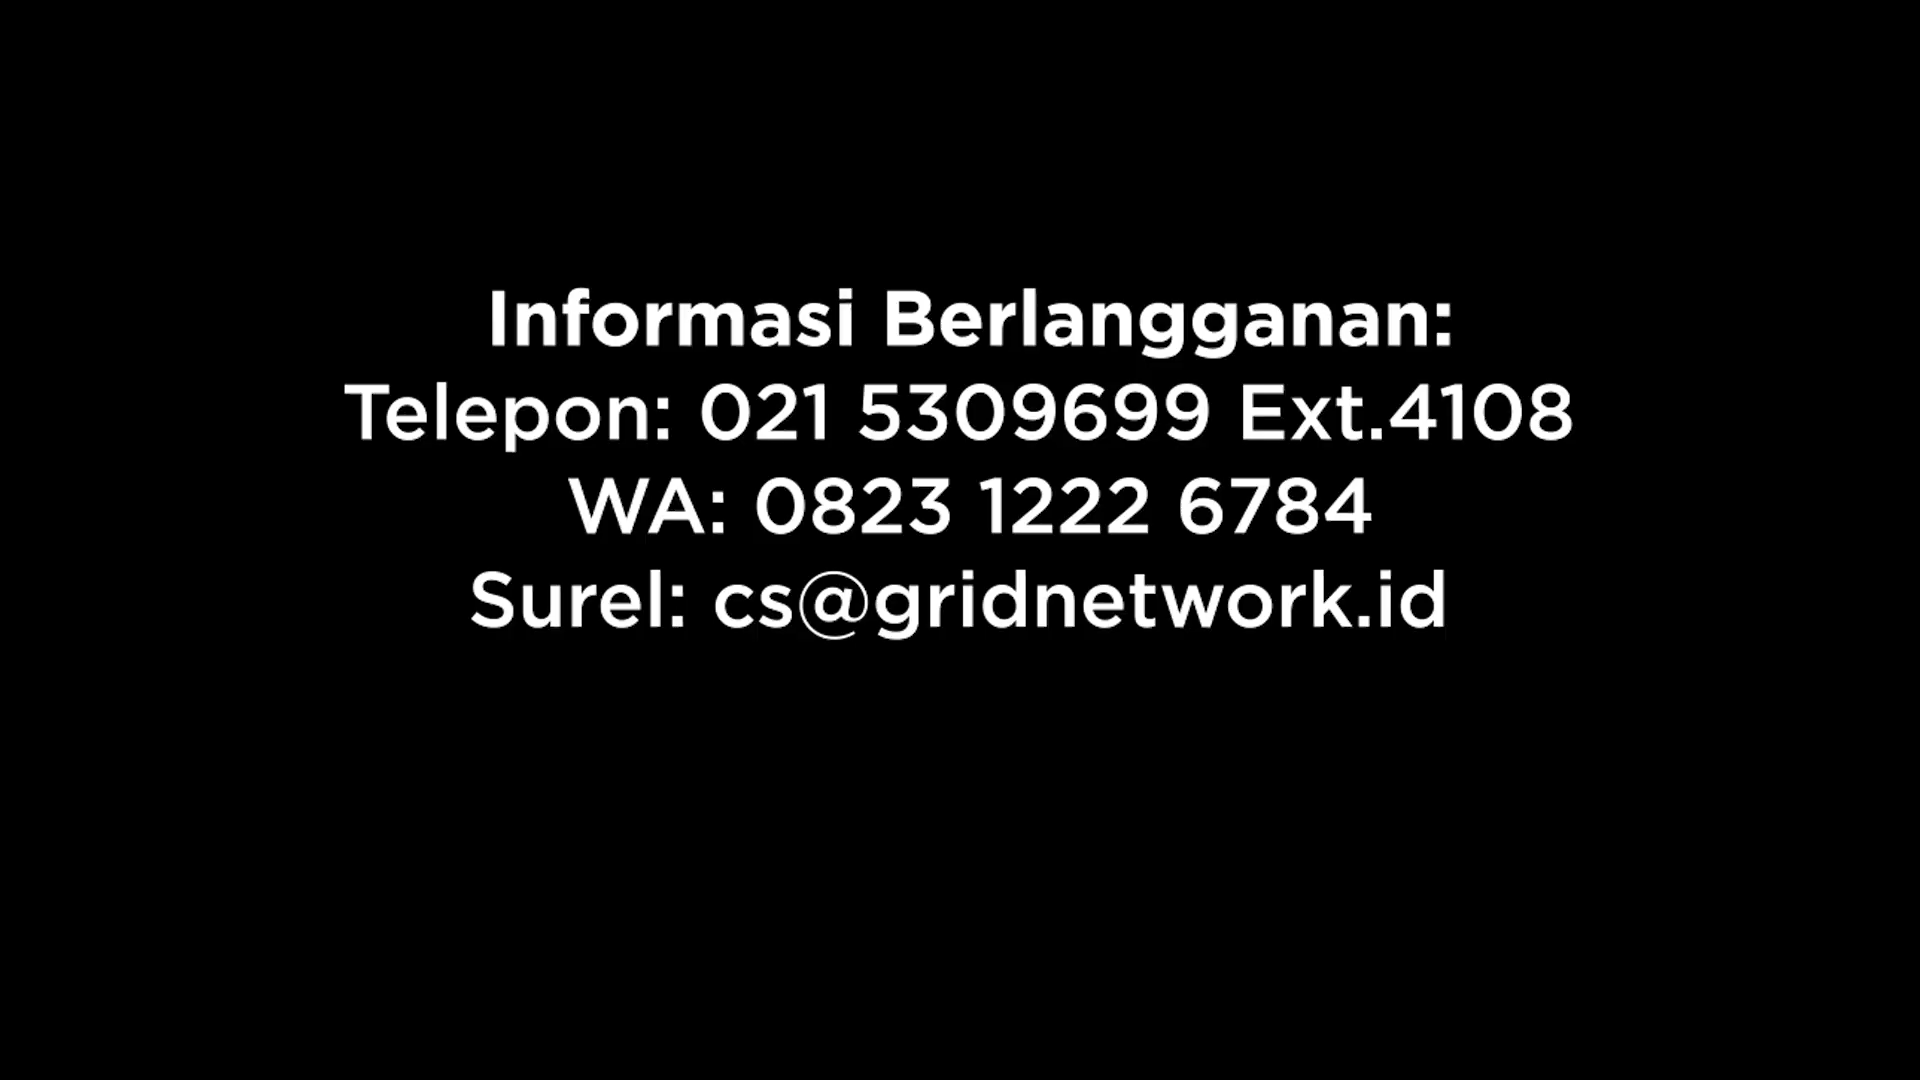 Informasi Berlangganan:
Telepon: 021 5309699 Ext.4108
WA: 0823 1222 6784
Surel: cs@gridnetwork.id